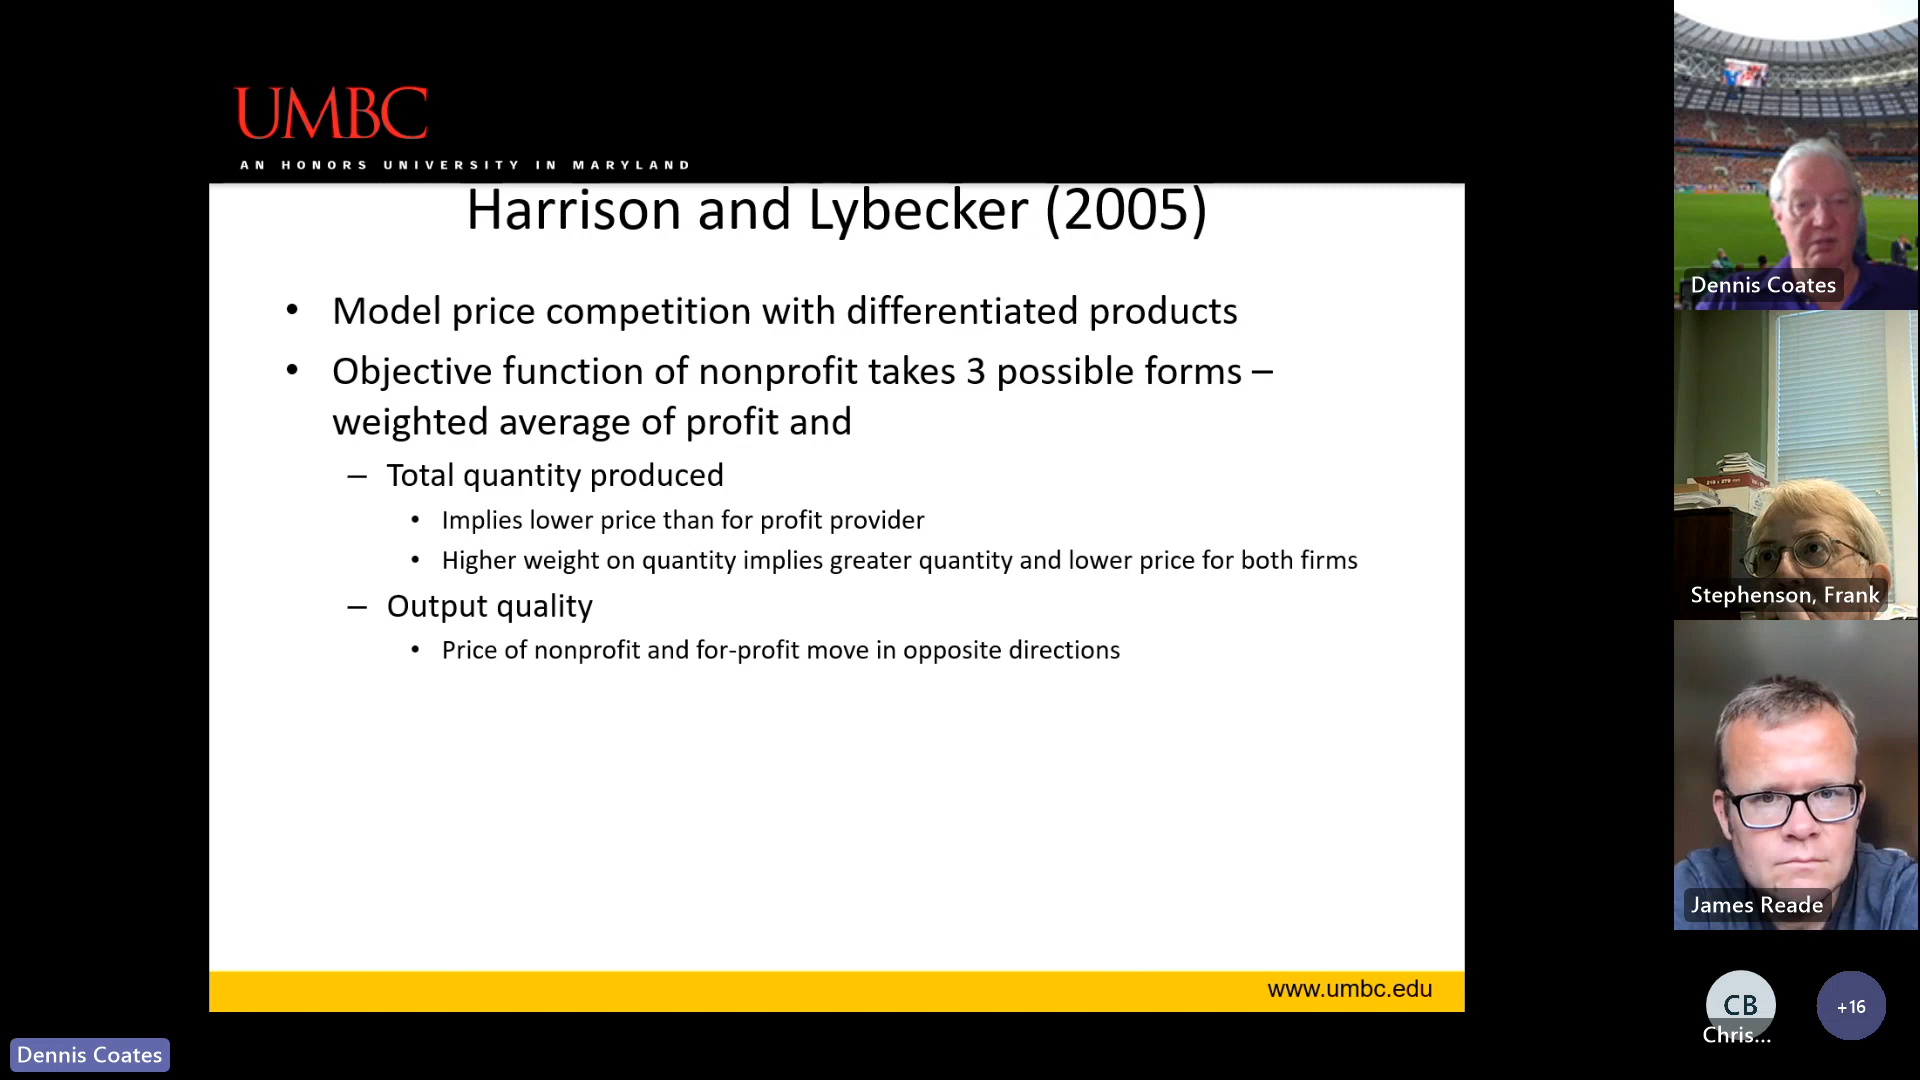 UMBC
AN HONORS UNIVERSITY IN MARYLAND
Harrison and Lybecker (2005)
• Model price competition with differentiated products
• Objective function of nonprofit takes 3 possible forms –
weighted average of profit and
– Total quantity produced
• Implies lower price than for profit provider
• Higher weight on quantity implies greater quantity and lower price for both firms
– Output quality
• Price of nonprofit and for-profit move in opposite directions
www.umbc.edu
Dennis Coates
Dennis Coates
Stephenson, Frank
James Reade
CB
Chris...
+16